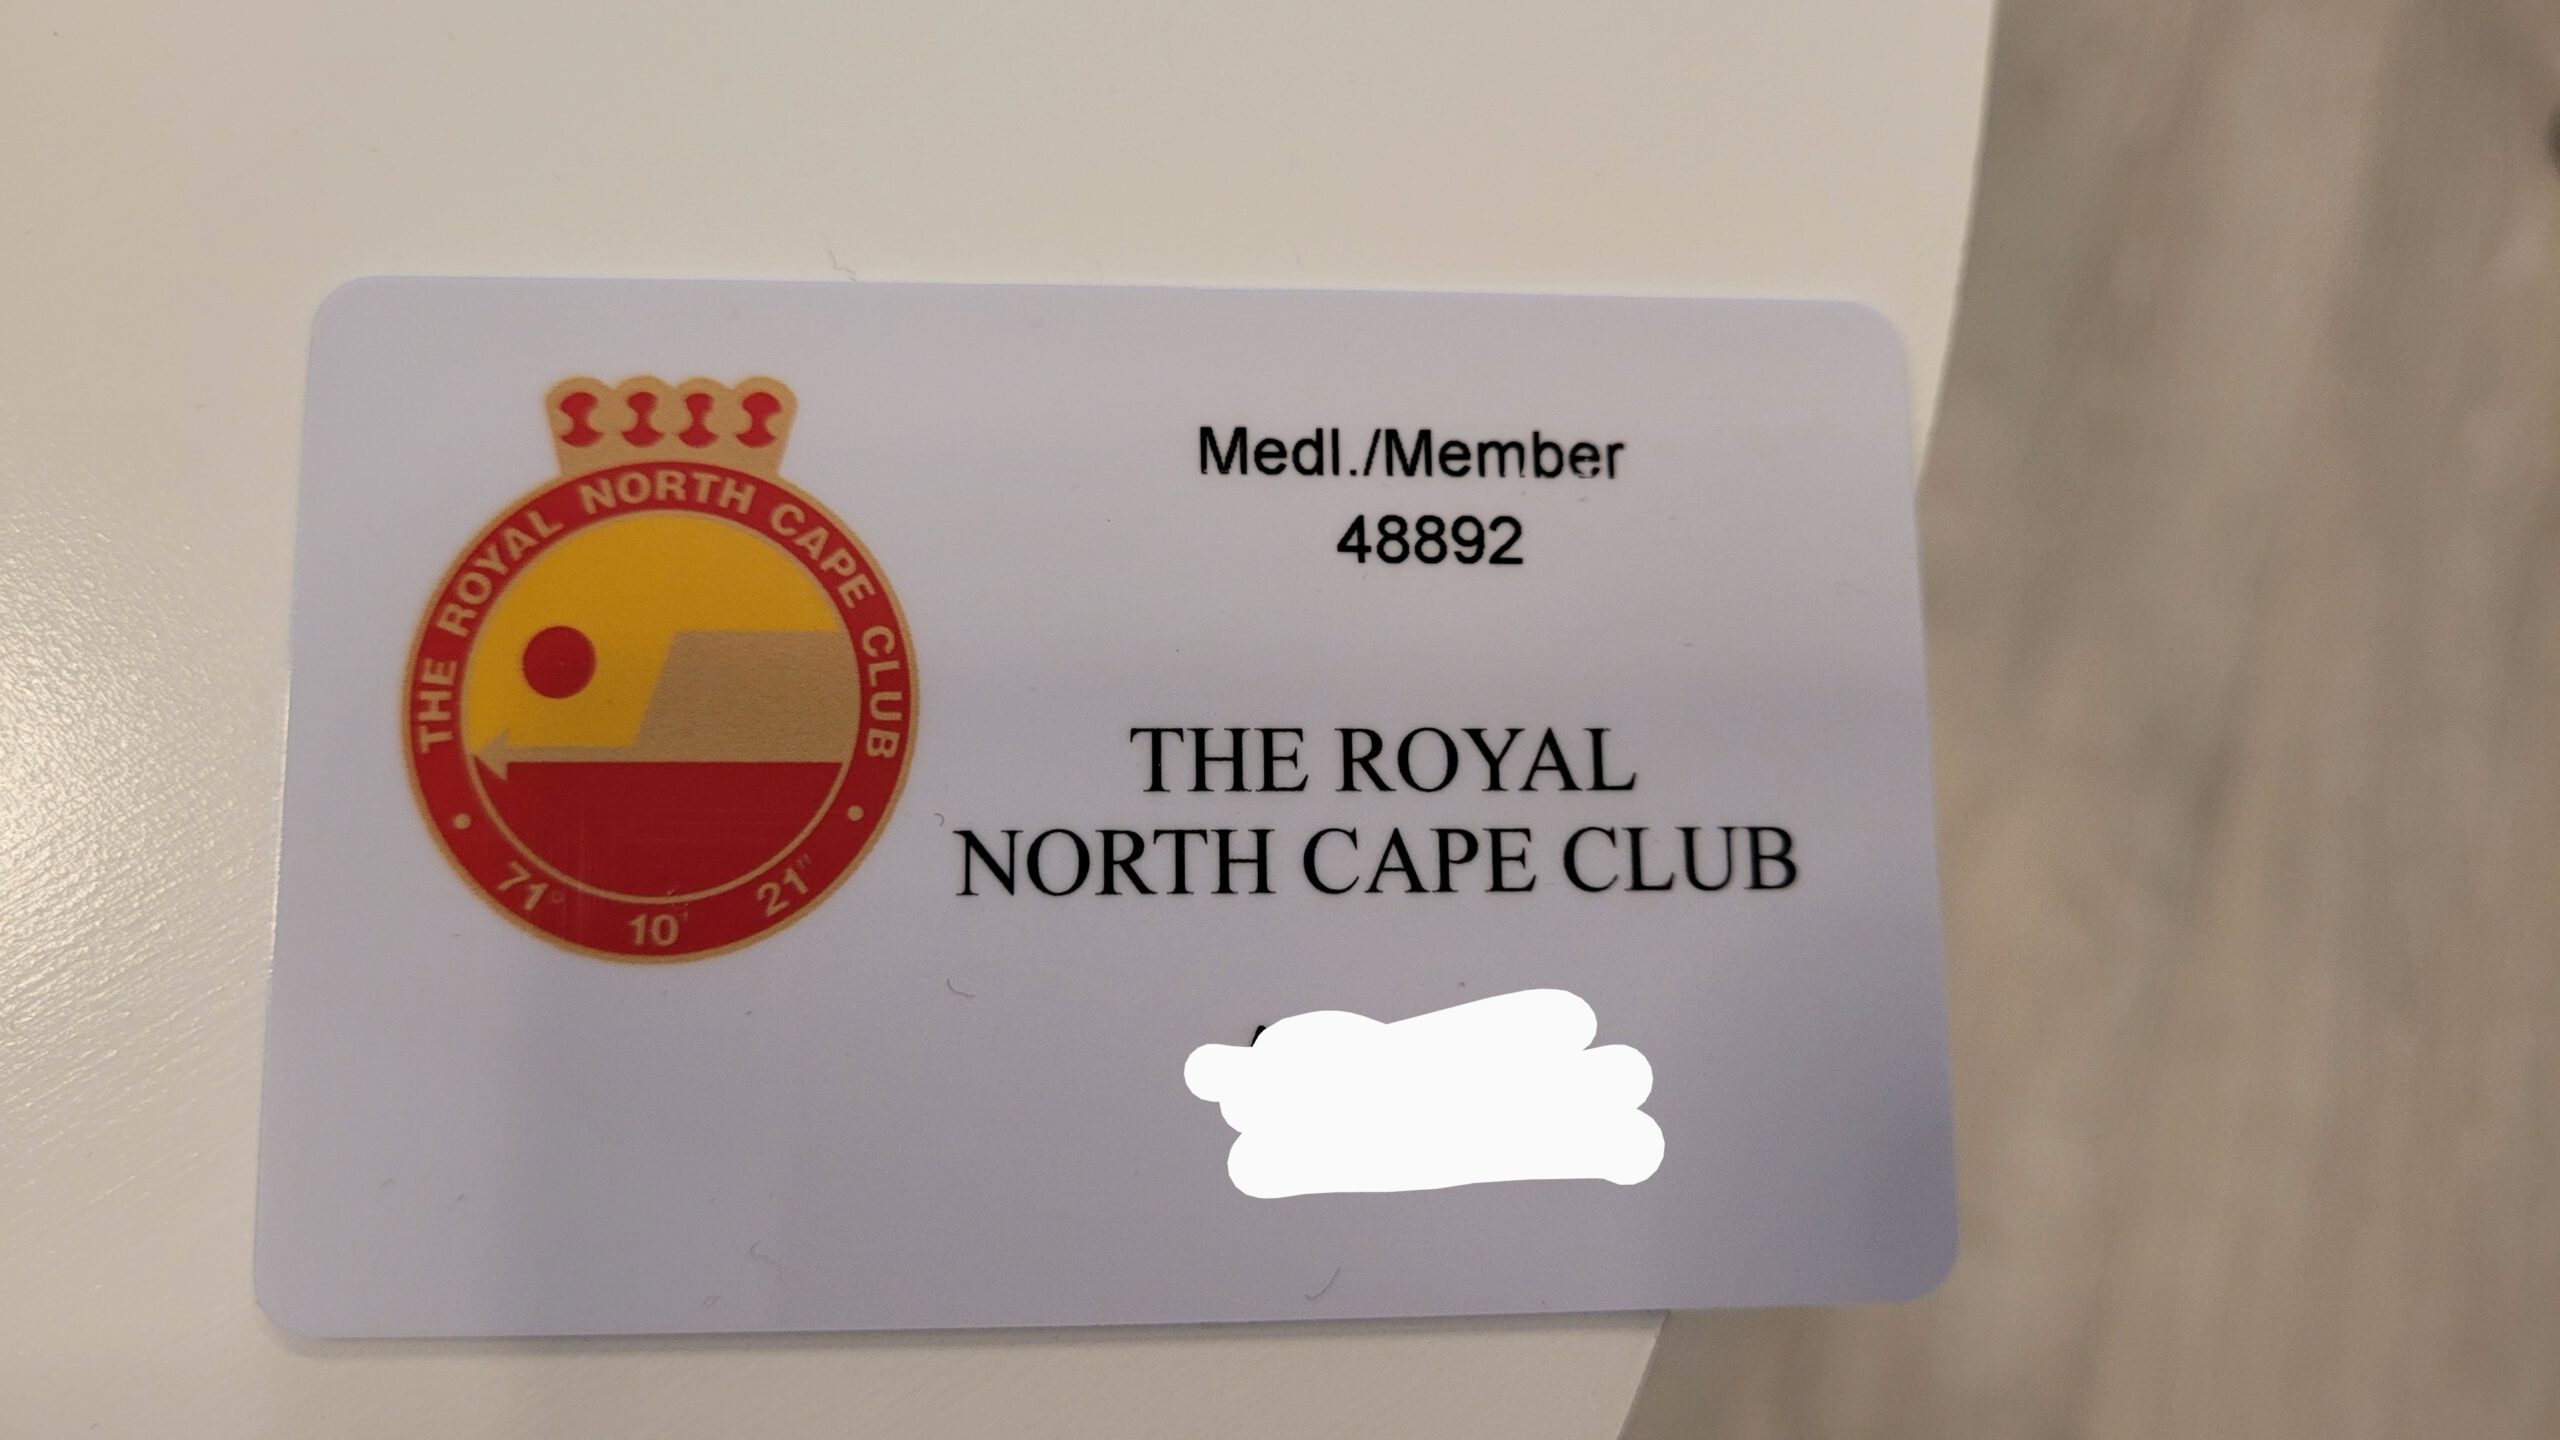 THE ROYAL NORTH CAPE CLUB
71° 10' 21"
Medl./Member
48892
THE ROYAL
NORTH CAPE CLUB